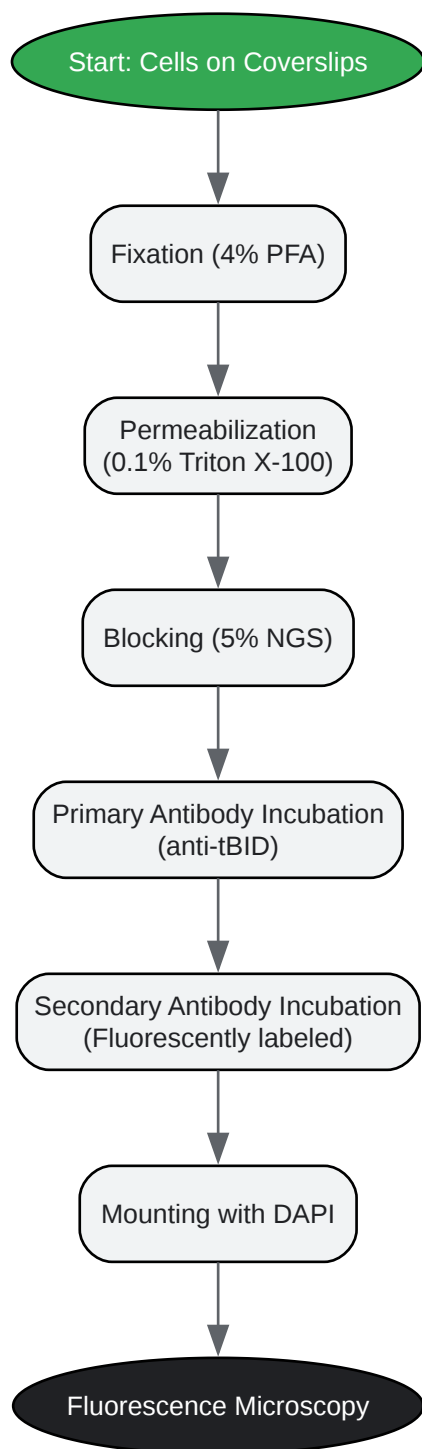 Start: Cells on Coverslips
Fixation (4% PFA)
Permeabilization
(0.1% Triton X-100)
Blocking (5% NGS)
Primary Antibody Incubation
(anti-tBID)
Secondary Antibody Incubation
(Fluorescently labeled)
Mounting with DAPI
Fluorescence Microscopy